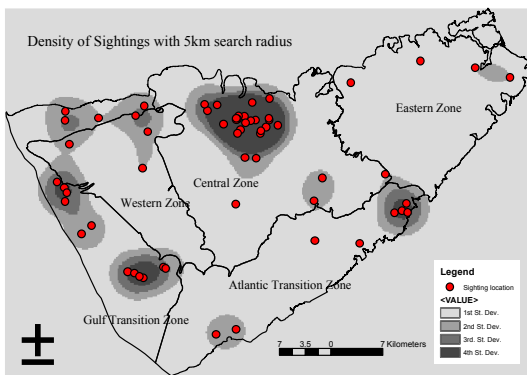 Density of Sightings with 5km search radius
Eastern Zone
Central Zone
Western Zone
Atlantic Transition Zone
Gulf Transition Zone
Legend
Sighting location
<VALUE>
1st St. Dev.
2nd St. Dev.
3rd St. Dev.
4th St. Dev.
7 3.5 0 7 Kilometers